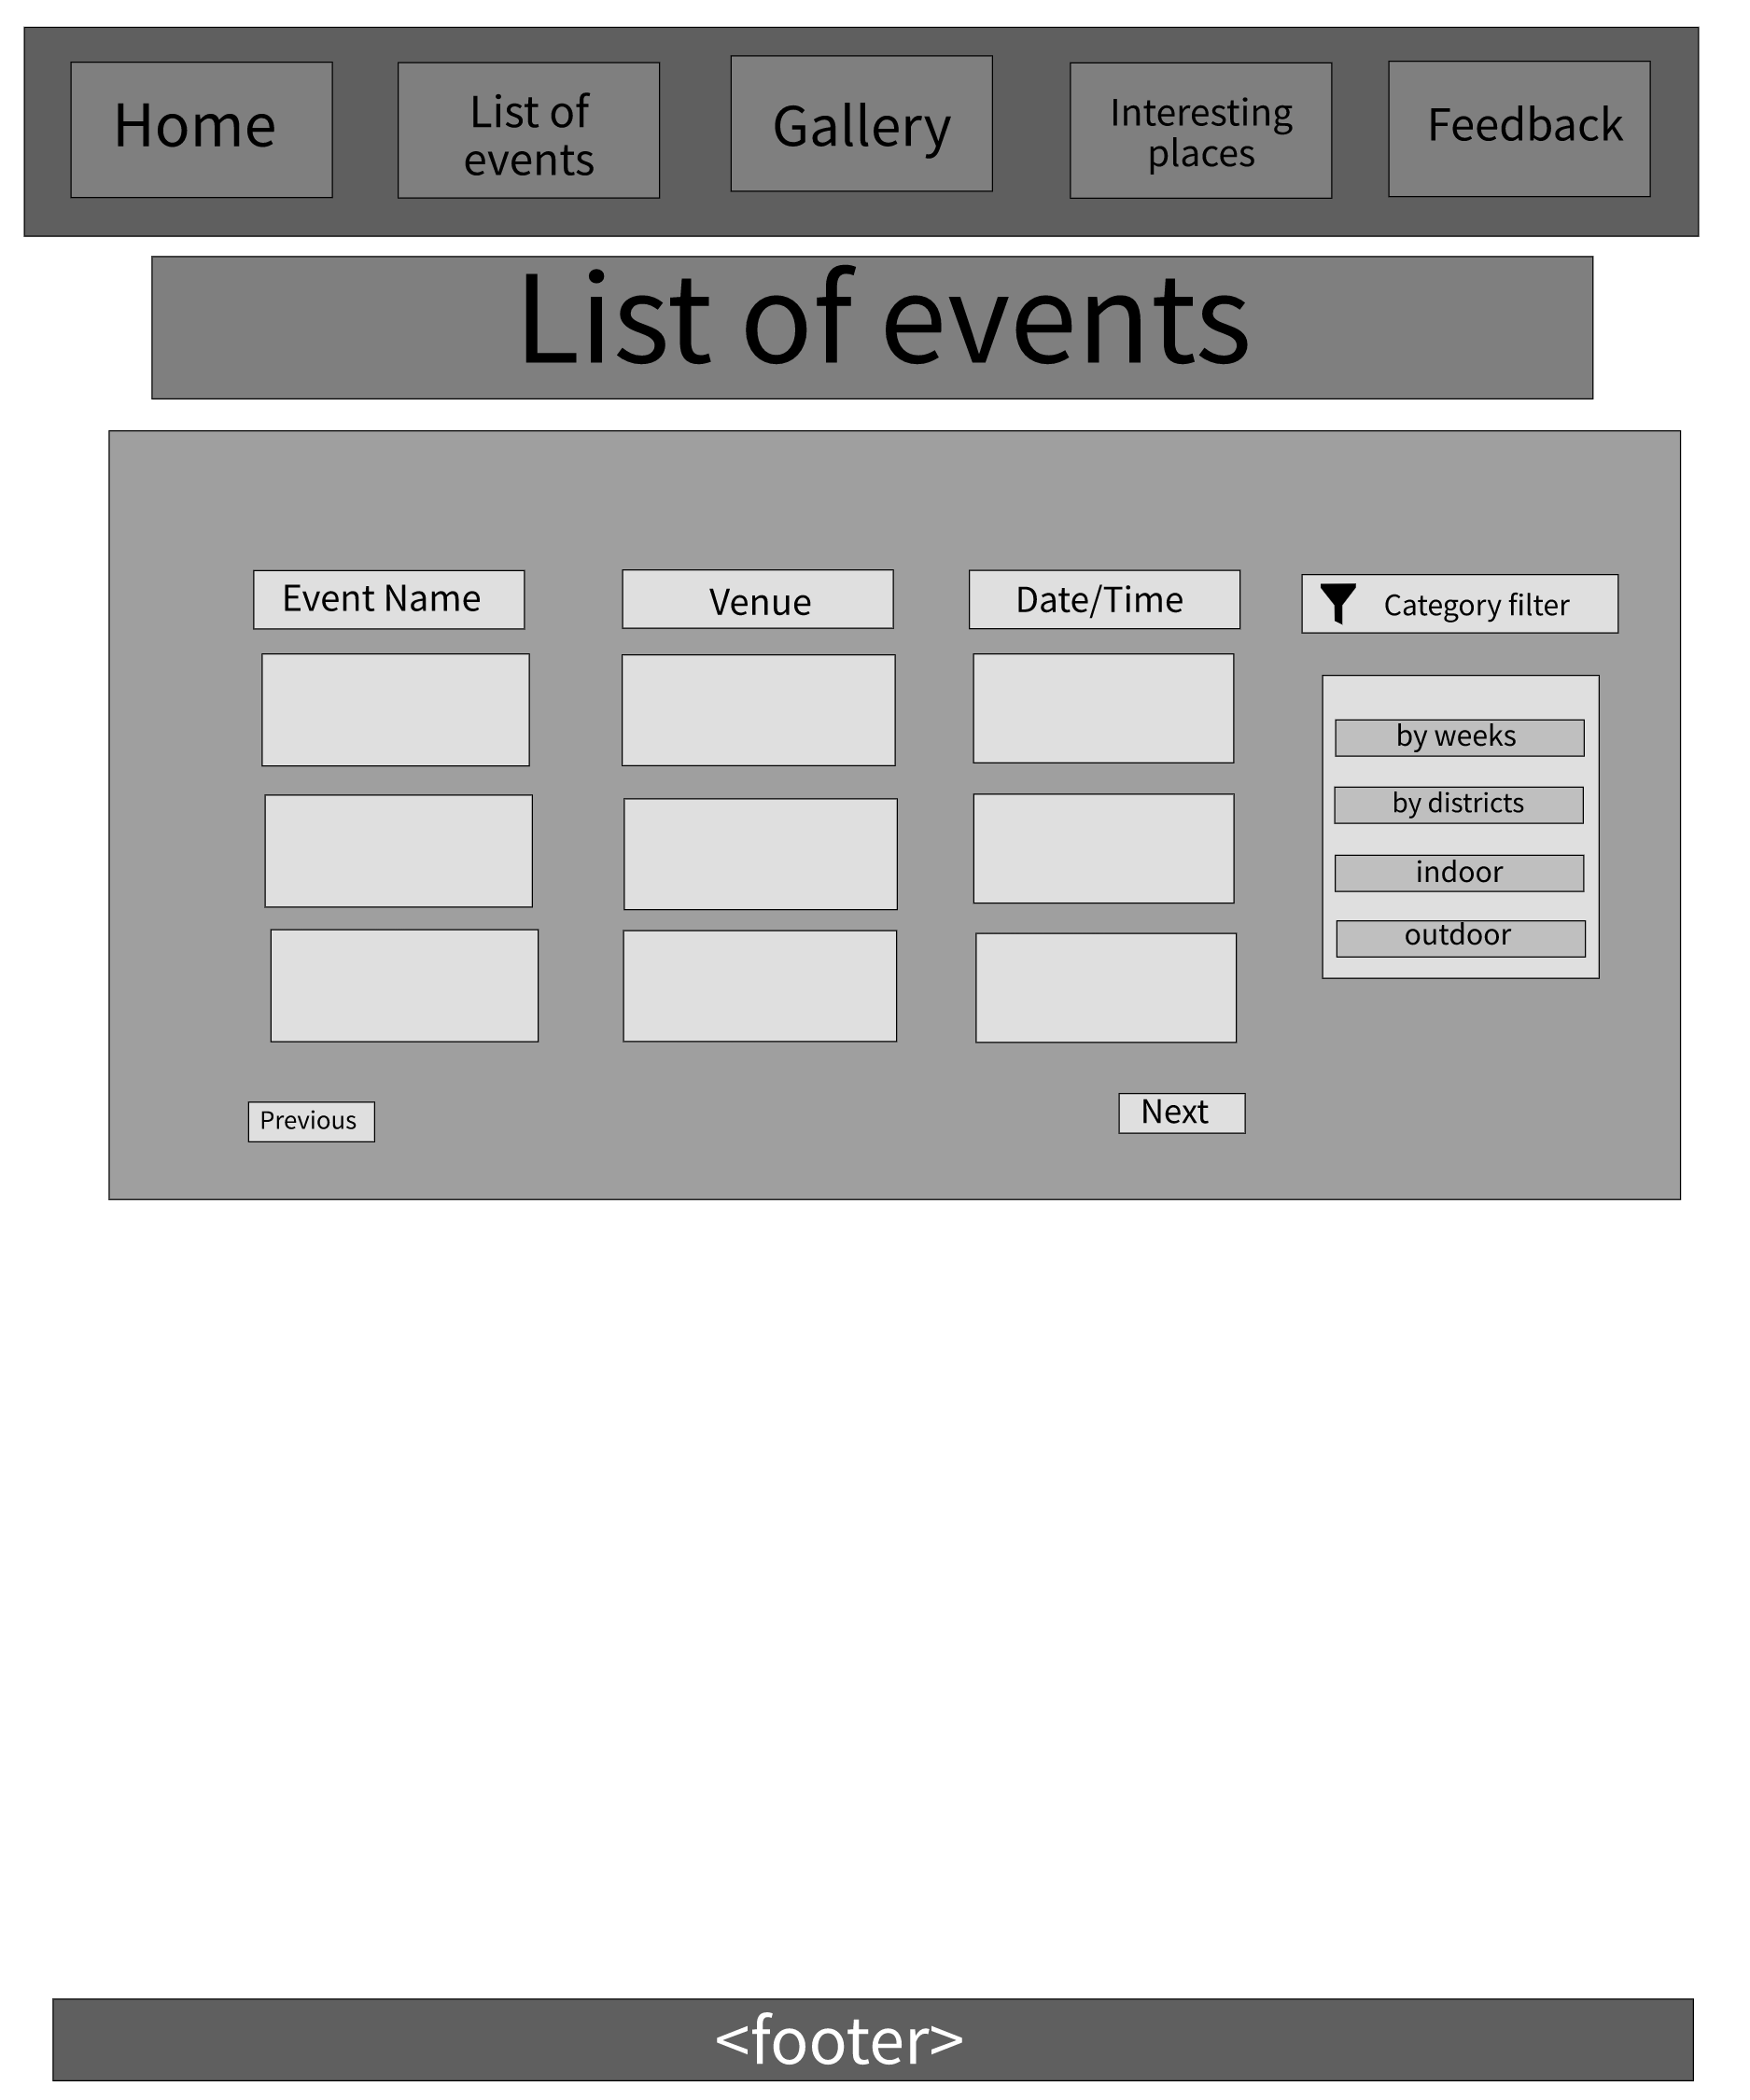 Home
List of
events
Gallery
Interesting
places
Feedback
List of events
Event Name
Venue
Date/Time
Category filter
by weeks
by districts
indoor
outdoor
Previous
Next
<footer>